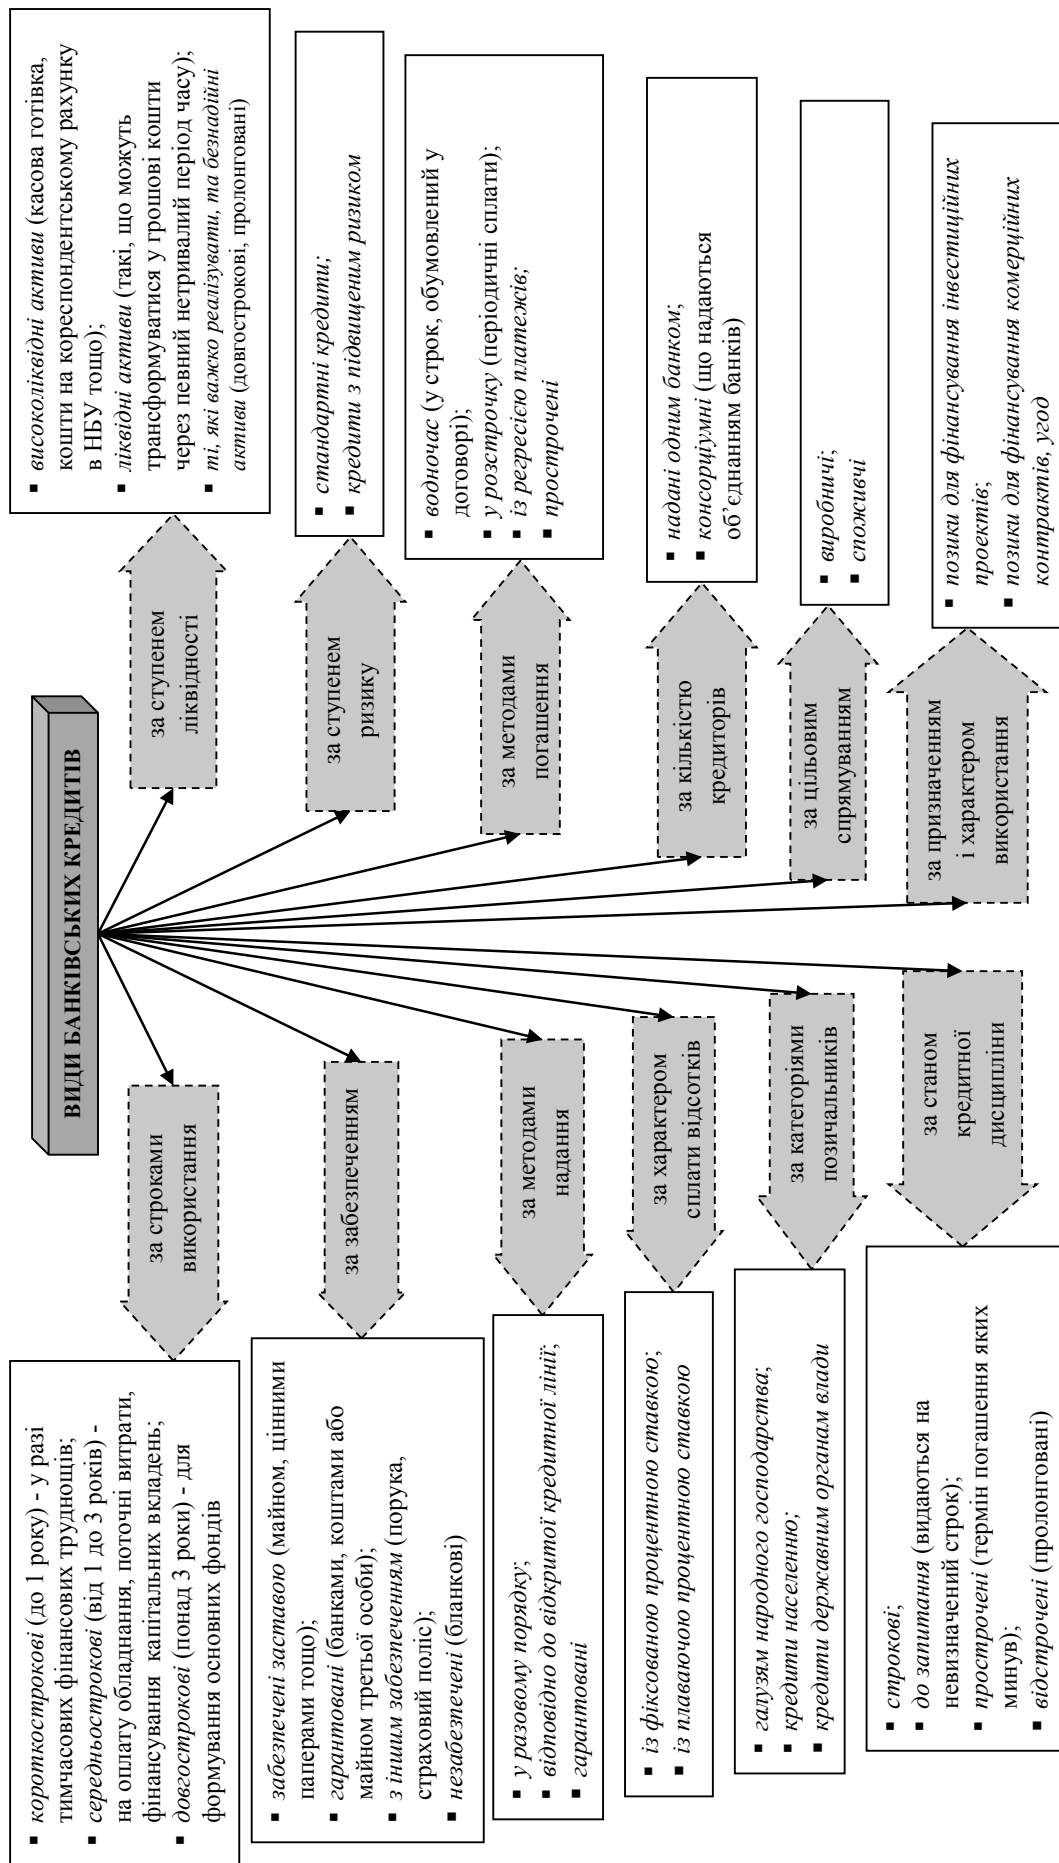 ВИДИ БАНКІВСЬКИХ КРЕДИТІВ
за строками
використання
▪ короткострокові (до 1 року) - у разі
тимчасових фінансових труднощів;
▪ середньострокові (від 1 до 3 років) -
на оплату обладнання, поточні витрати,
фінансування капітальних вкладень;
▪ довгострокові (понад 3 роки) - для
формування основних фондів
за забезпеченням
▪ забезпечені заставою (майном, цінними
паперами тощо);
▪ гарантовані (банками, коштами або
майном третьої особи);
▪ з іншим забезпеченням (порука,
страховий поліс);
▪ незабезпечені (бланкові)
за методами
надання
▪ у разовому порядку;
▪ відповідно до відкритої кредитної лінії;
▪ гарантовані
за характером
сплати відсотків
▪ із фіксованою процентною ставкою;
▪ із плаваючою процентною ставкою
за категоріями
позичальників
▪ галузям народного господарства;
▪ кредити населенню;
▪ кредити державним органам влади
за станом
кредитної
дисципліни
▪ строкові;
▪ до запитання (видаються на
невизначений строк);
▪ прострочені (термін погашення яких
минув);
▪ відстрочені (пролонговані)
за ступенем
ліквідності
▪ високоліквідні активи (касова готівка,
кошти на кореспондентському рахунку
в НБУ тощо);
▪ ліквідні активи (такі, що можуть
трансформуватися у грошові кошти
через певний нетривалий період часу);
▪ ті, які важко реалізувати, та безнадійні
активи (довгострокові, пролонговані)
за ступенем
ризику
▪ стандартні кредити;
▪ кредити з підвищеним ризиком
за методами
погашення
▪ водночас (у строк, обумовлений у
договорі);
▪ у розстрочку (періодичні сплати);
▪ із регресією платежів;
▪ прострочені
за кількістю
кредиторів
▪ надані одним банком;
▪ консорціумні (що надаються
об’єднанням банків)
за цільовим
спрямуванням
▪ виробничі;
▪ споживчі
за призначенням
і характером
використання
▪ позики для фінансування інвестиційних
проектів;
▪ позики для фінансування комерційних
контрактів, угод